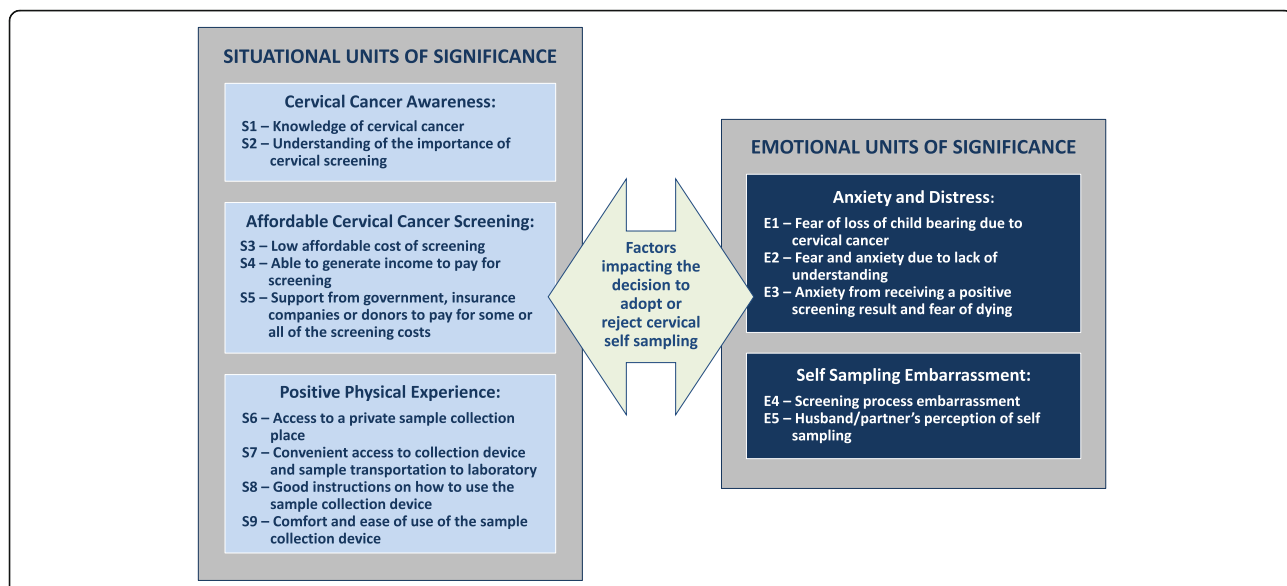 SITUATIONAL UNITS OF SIGNIFICANCE
Cervical Cancer Awareness:
S1 – Knowledge of cervical cancer
S2 – Understanding of the importance of
cervical screening
Affordable Cervical Cancer Screening:
S3 – Low affordable cost of screening
S4 – Able to generate income to pay for
screening
S5 – Support from government, insurance
companies or donors to pay for some or
all of the screening costs
Positive Physical Experience:
S6 – Access to a private sample collection
place
S7 – Convenient access to collection device
and sample transportation to laboratory
S8 – Good instructions on how to use the
sample collection device
S9 – Comfort and ease of use of the sample
collection device
Factors
impacting the
decision to
adopt or
reject cervical
self sampling
EMOTIONAL UNITS OF SIGNIFICANCE
Anxiety and Distress:
E1 – Fear of loss of child bearing due to
cervical cancer
E2 – Fear and anxiety due to lack of
understanding
E3 – Anxiety from receiving a positive
screening result and fear of dying
Self Sampling Embarrassment:
E4 – Screening process embarrassment
E5 – Husband/partner's perception of self
sampling